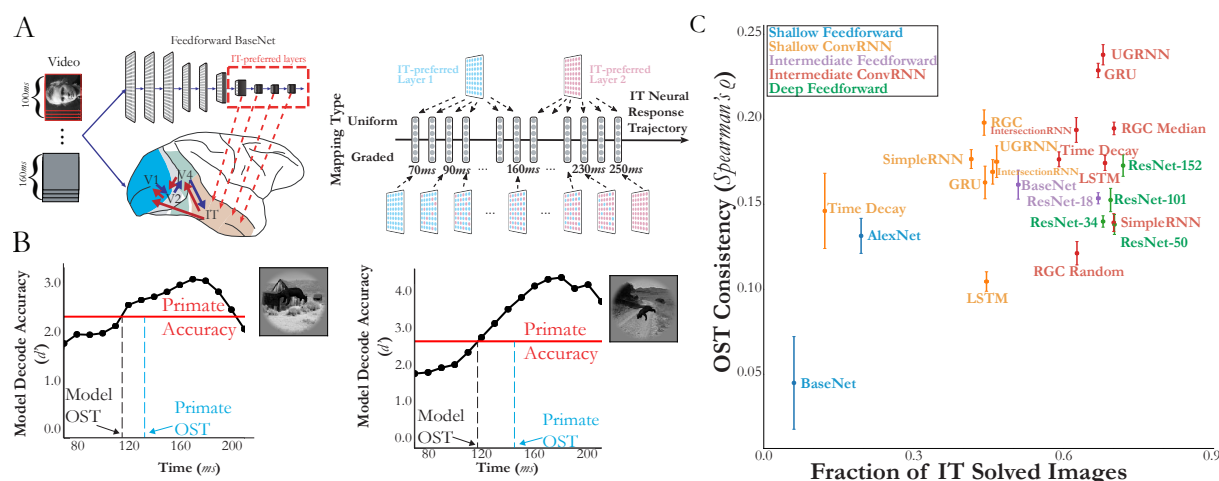 A
Video
100ms
100ms
Feedforward BaseNet
IT-preferred layers
V1
V2
V4
IT
Mapping Type
IT-preferred
Layer 1
IT-preferred
Layer 2
Uniform
Graded
IT Neural
Response
Trajectory
70ms
90ms
...
160ms
...
230ms
250ms
...
...
B
Model Decode Accuracy
(d')
3.0
2.0
1.0
0.0
Primate
Accuracy
Model
OST
Primate
OST
80
120
160
200
Time (ms)
Model Decode Accuracy
(d')
4.0
3.0
2.0
1.0
0.0
Primate
Accuracy
Model
OST
Primate
OST
80
120
160
200
Time (ms)
C
OST Consistency (Spearman's ϱ)
0.25
0.20
0.15
0.10
0.05
Shallow Feedforward
Shallow ConvRNN
Intermediate Feedforward
Intermediate ConvRNN
Deep Feedforward
UGRNN
GRU
RGC
IntersectionRNN
RGC Median
UGRNN
Time Decay
SimpleRNN
IntersectionRNN
LSTM
ResNet-152
GRU
BaseNet
ResNet-18
ResNet-101
Time Decay
ResNet-34
SimpleRNN
AlexNet
ResNet-50
RGC Random
LSTM
BaseNet
0.0
0.3
0.6
0.9
Fraction of IT Solved Images